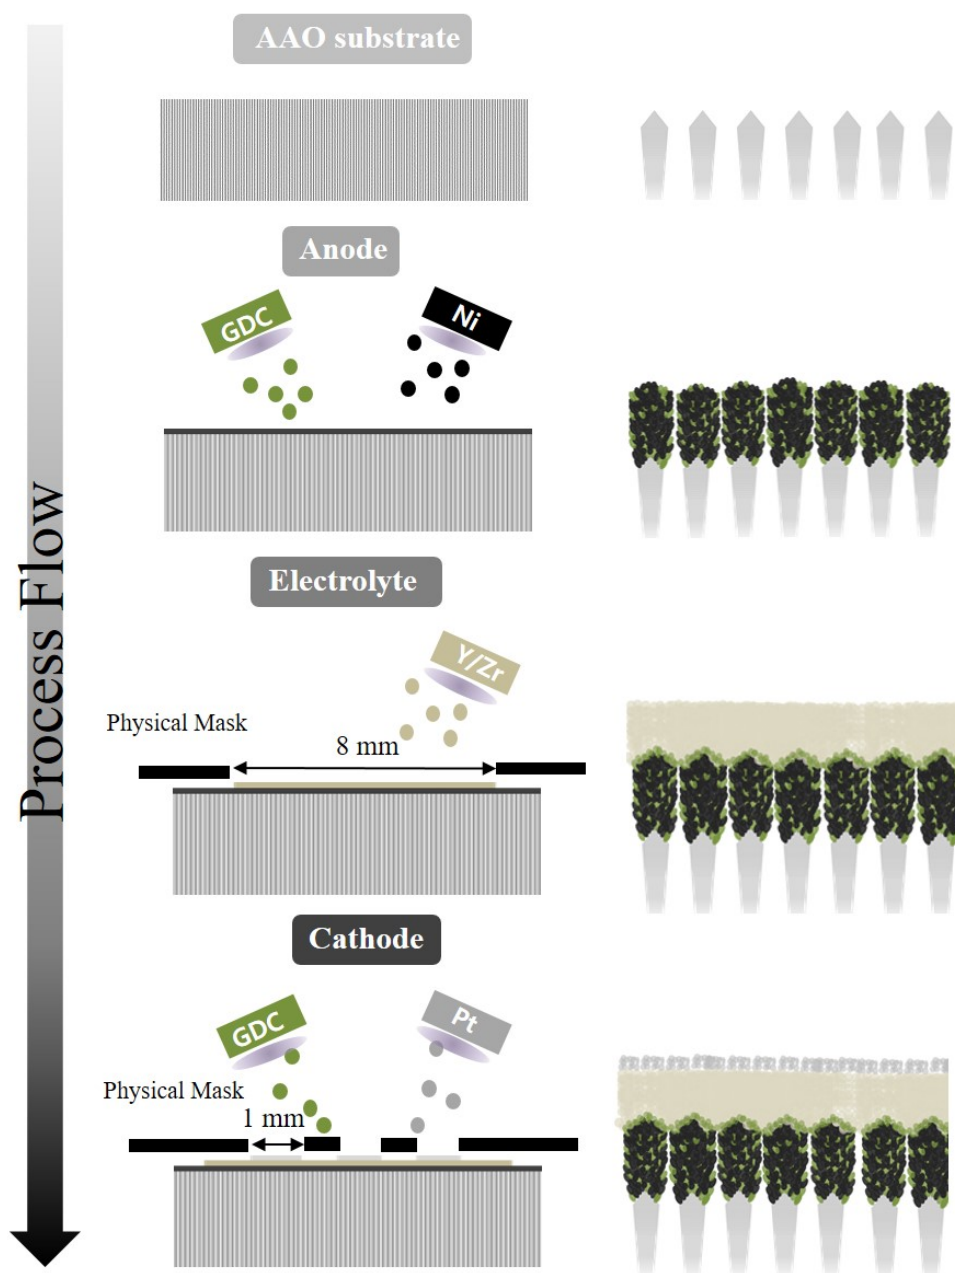 AAO substrate
Anode
GDC
Ni
Process Flow
Electrolyte
Y/Zr
Physical Mask
8 mm
Cathode
GDC
Pt
Physical Mask
1 mm